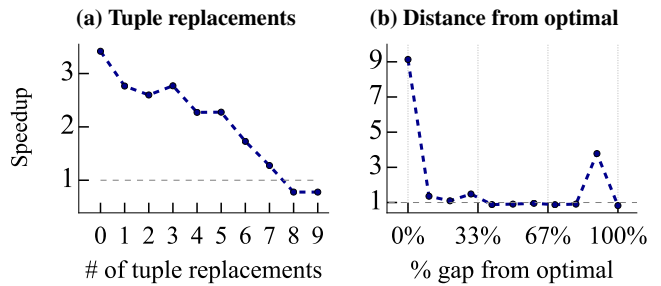 (a) Tuple replacements
Speedup
3
2
1
0 1 2 3 4 5 6 7 8 9
# of tuple replacements
(b) Distance from optimal
9
7
5
3
1
0% 33% 67% 100%
% gap from optimal